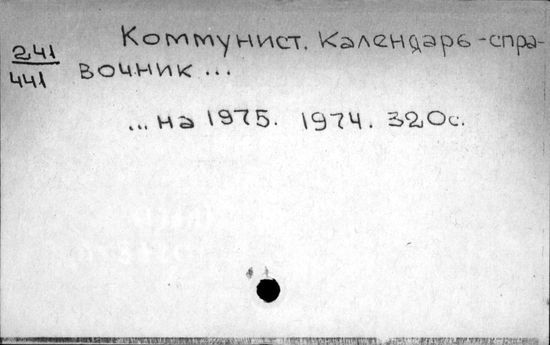 Коммунист. Календарь-спра-
241
441
вочник...
...на 1975. 1974. 320с.